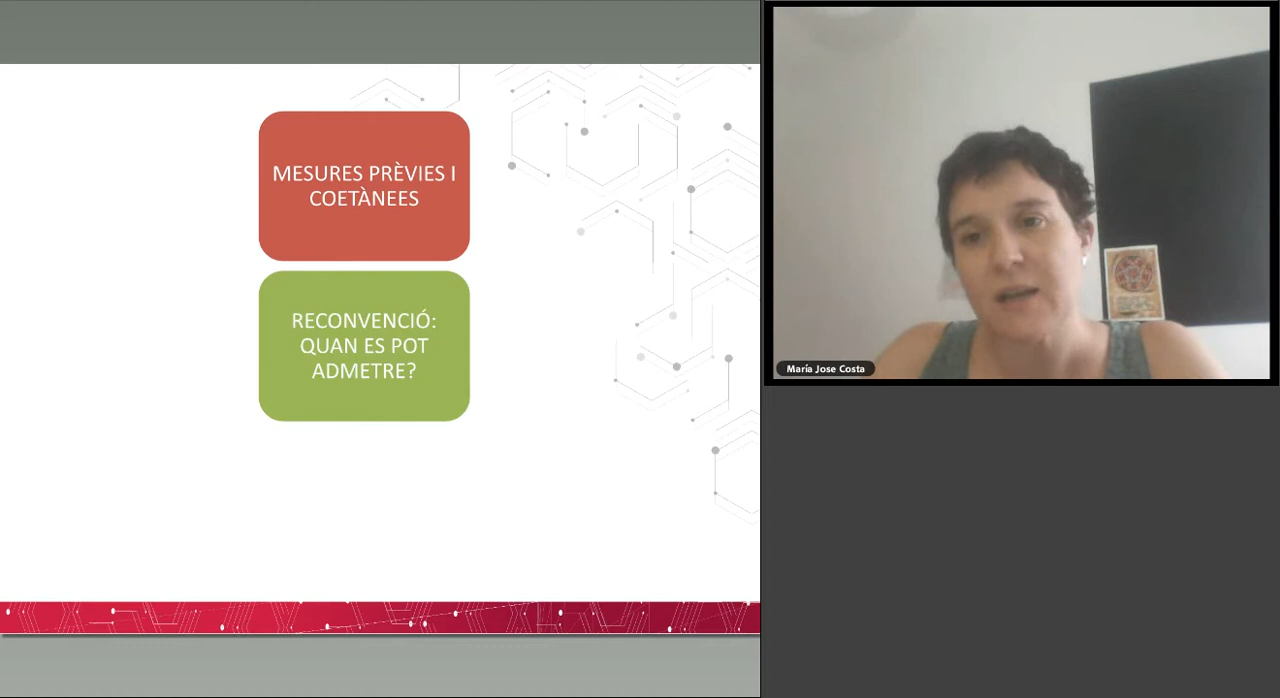 MESURES PRÈVIES I
COETÀNEES
RECONVENCIÓ:
QUAN ES POT
ADMETRE?
María Jose Costa